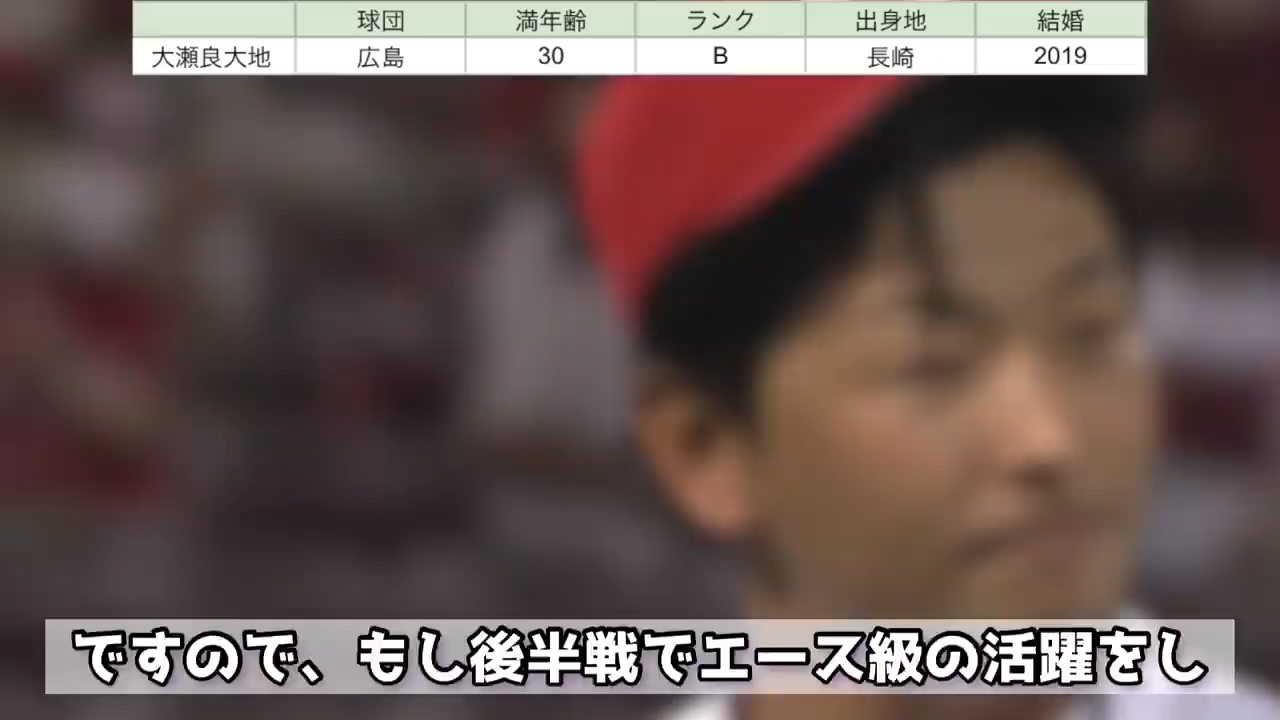 球団 満年齢 ランク 出身地 結婚
大瀬良大地 広島 30 B 長崎 2019
ですので、もし後半戦でエース級の活躍をし